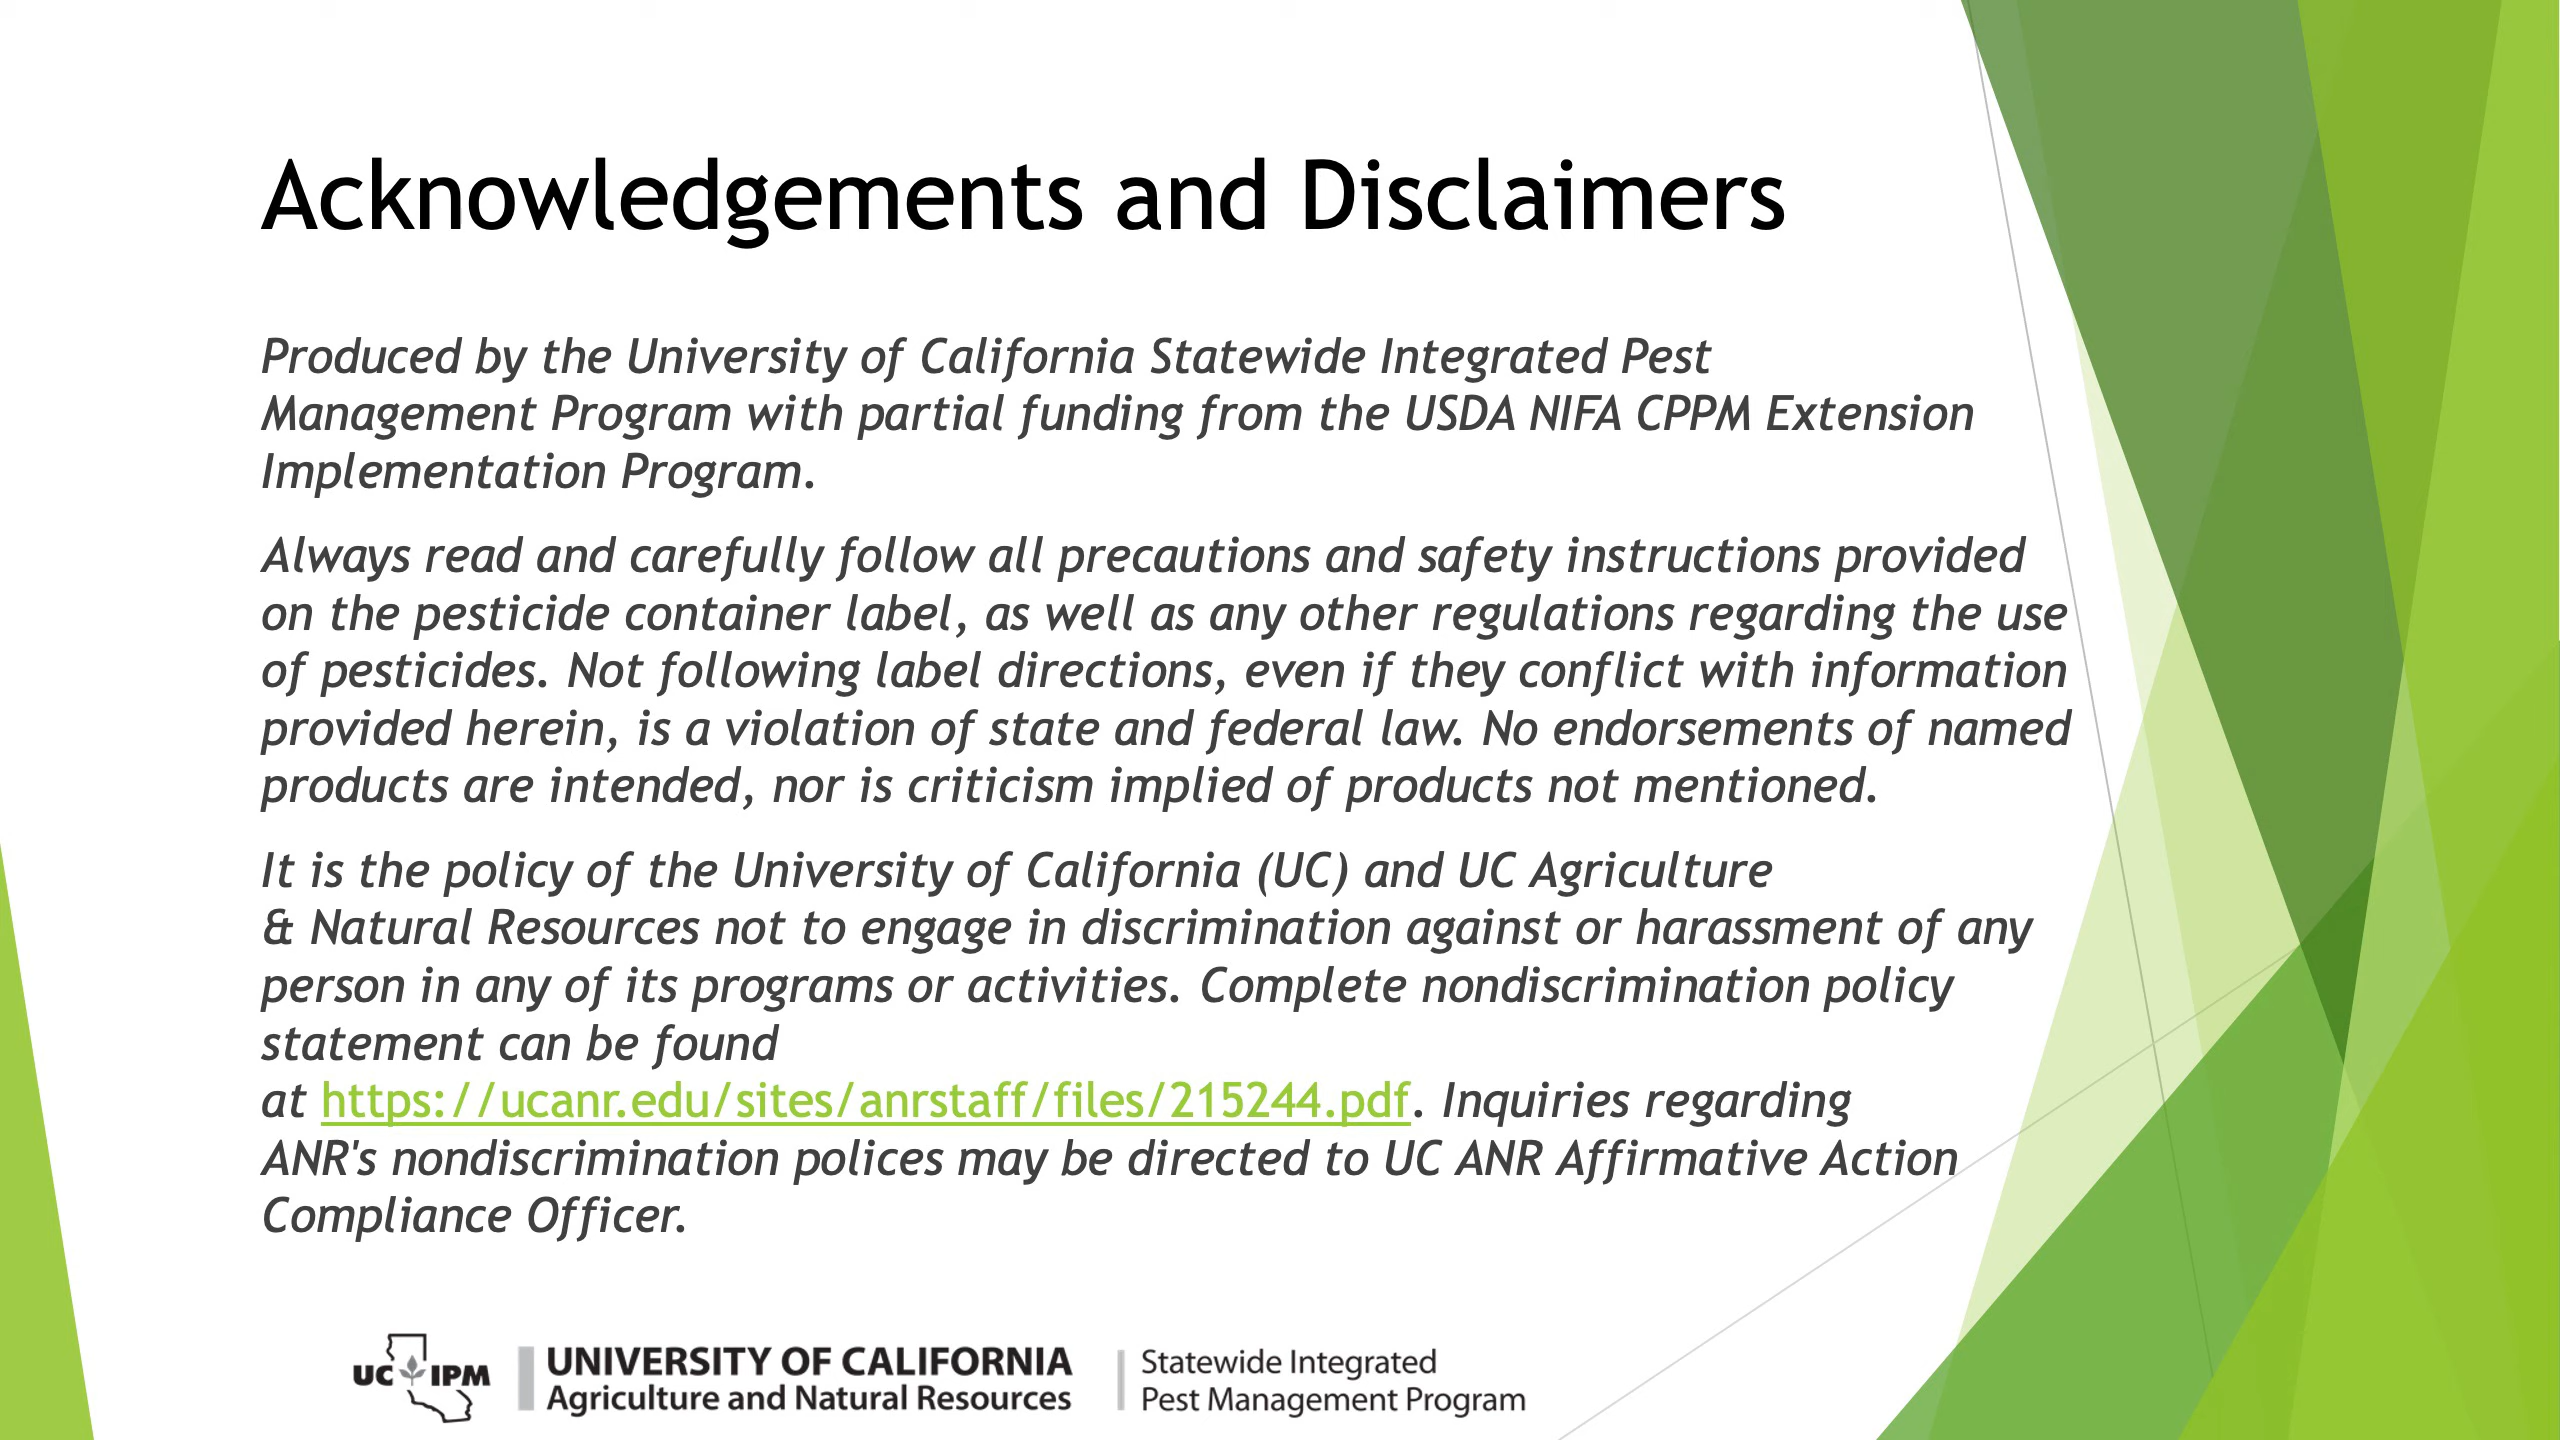 Acknowledgements and Disclaimers
Produced by the University of California Statewide Integrated Pest
Management Program with partial funding from the USDA NIFA CPPM Extension
Implementation Program.
Always read and carefully follow all precautions and safety instructions provided
on the pesticide container label, as well as any other regulations regarding the use
of pesticides. Not following label directions, even if they conflict with information
provided herein, is a violation of state and federal law. No endorsements of named
products are intended, nor is criticism implied of products not mentioned.
It is the policy of the University of California (UC) and UC Agriculture
& Natural Resources not to engage in discrimination against or harassment of any
person in any of its programs or activities. Complete nondiscrimination policy
statement can be found
at https://ucanr.edu/sites/anrstaff/files/215244.pdf. Inquiries regarding
ANR's nondiscrimination polices may be directed to UC ANR Affirmative Action
Compliance Officer.
UC IPM
UNIVERSITY OF CALIFORNIA
Agriculture and Natural Resources
Statewide Integrated
Pest Management Program